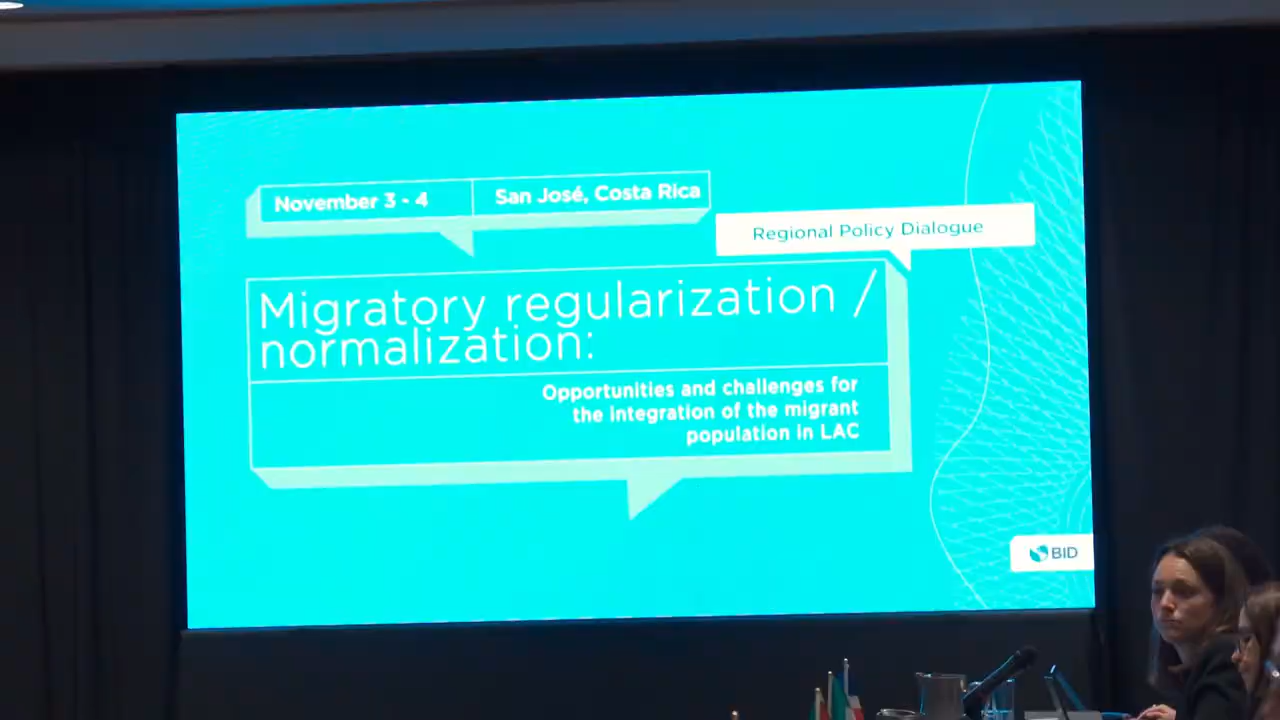 November 3 - 4
San José, Costa Rica
Regional Policy Dialogue
Migratory regularization /
normalization:
Opportunities and challenges for
the integration of the migrant
population in LAC
BID